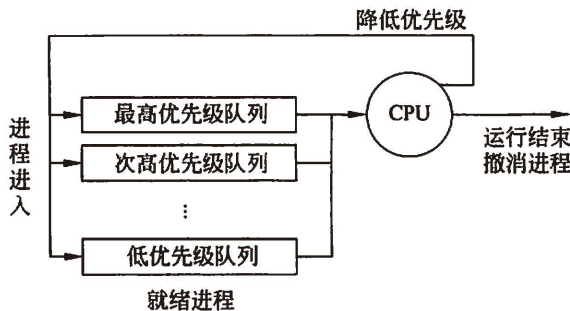 降低优先级
进程进入
最高优先级队列
CPU
次高优先级队列
运行结束
撤消进程
⋮
低优先级队列
就绪进程